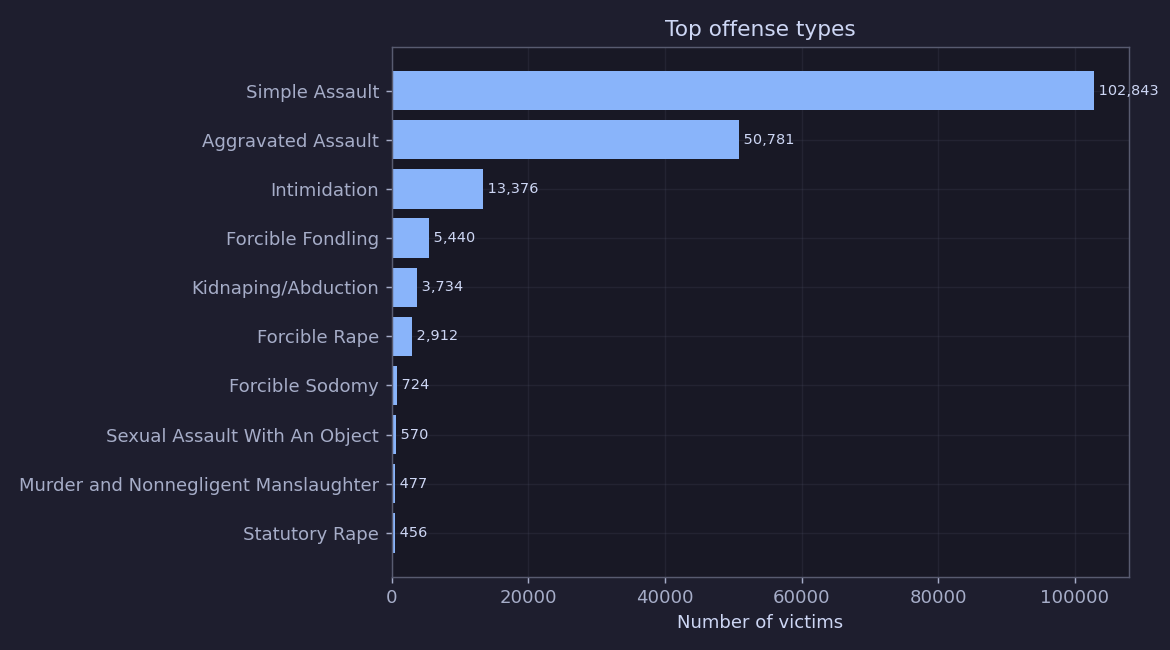 Top offense types
Simple Assault 102,843
Aggravated Assault 50,781
Intimidation 13,376
Forcible Fondling 5,440
Kidnaping/Abduction 3,734
Forcible Rape 2,912
Forcible Sodomy 724
Sexual Assault With An Object 570
Murder and Nonnegligent Manslaughter 477
Statutory Rape 456
0 20000 40000 60000 80000 100000
Number of victims